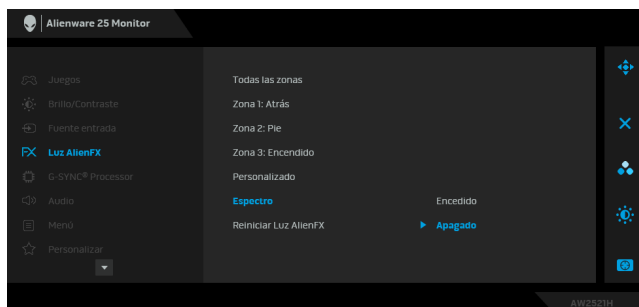 Alienware 25 Monitor
Juegos
Brillo/Contraste
Fuente entrada
FX Luz AlienFX
G-SYNC® Processor
Audio
Menú
Personalizar
Todas las zonas
Zona 1: Atrás
Zona 2: Pie
Zona 3: Encendido
Personalizado
Espectro Encedido
Reiniciar Luz AlienFX Apagado
AW2521H